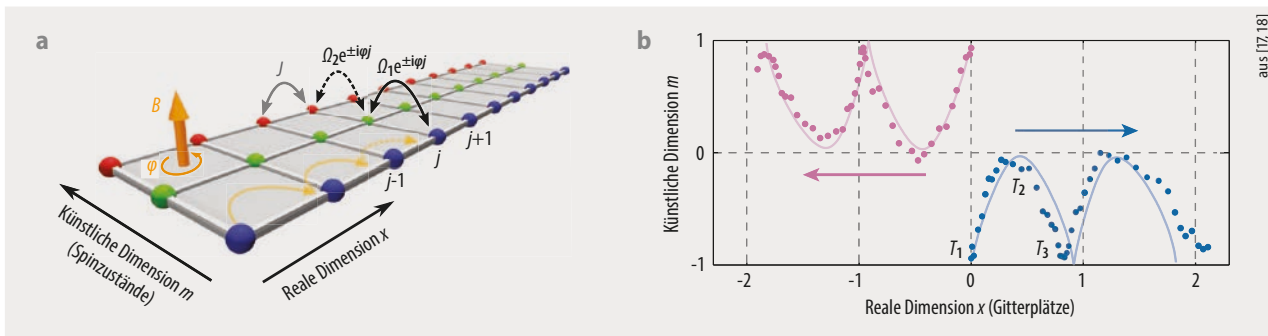 a
J
Ω₂e^±iφj
Ω₁e^±iφj
B
φ
j-1
j
j+1
Künstliche Dimension m
(Spinzustände)
Reale Dimension x
b
Künstliche Dimension m
1
0
-1
T₁
T₂
T₃
-2
-1
0
1
2
Reale Dimension x (Gitterplätze)
aus [17, 18]